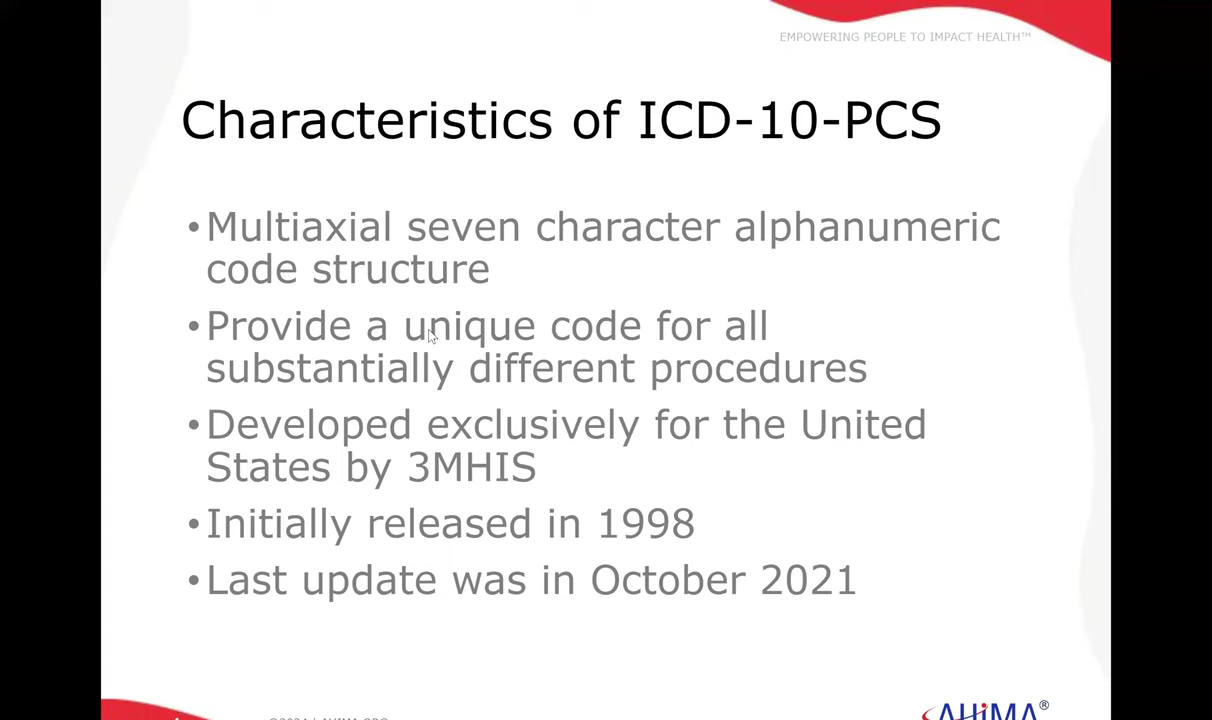 EMPOWERING PEOPLE TO IMPACT HEALTH™
Characteristics of ICD-10-PCS
•Multiaxial seven character alphanumeric
code structure
•Provide a unique code for all
substantially different procedures
•Developed exclusively for the United
States by 3MHIS
•Initially released in 1998
•Last update was in October 2021
AHIMA®